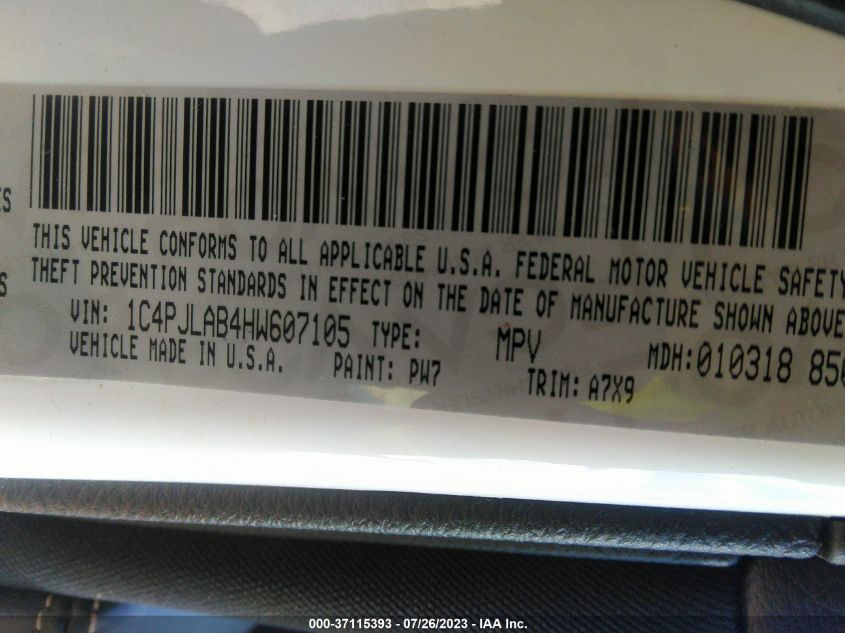 THIS VEHICLE CONFORMS TO ALL APPLICABLE U.S.A. FEDERAL MOTOR VEHICLE SAFETY
THEFT PREVENTION STANDARDS IN EFFECT ON THE DATE OF MANUFACTURE SHOWN ABOVE
VIN: 1C4PJLAB4HW607105 TYPE: MPV MDH: 010318 850
VEHICLE MADE IN U.S.A. PAINT: PW7 TRIM: A7X9
000-37115393 - 07/26/2023 - IAA Inc.